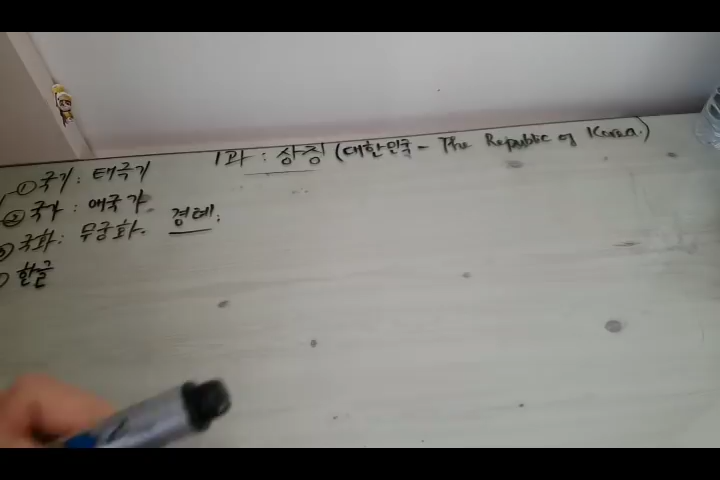 1과 : 상징 (대한민국 - The Republic of Korea.)
① 국기 : 태극기
② 국가 : 애국가
국화 : 무궁화.
경례 :
한글